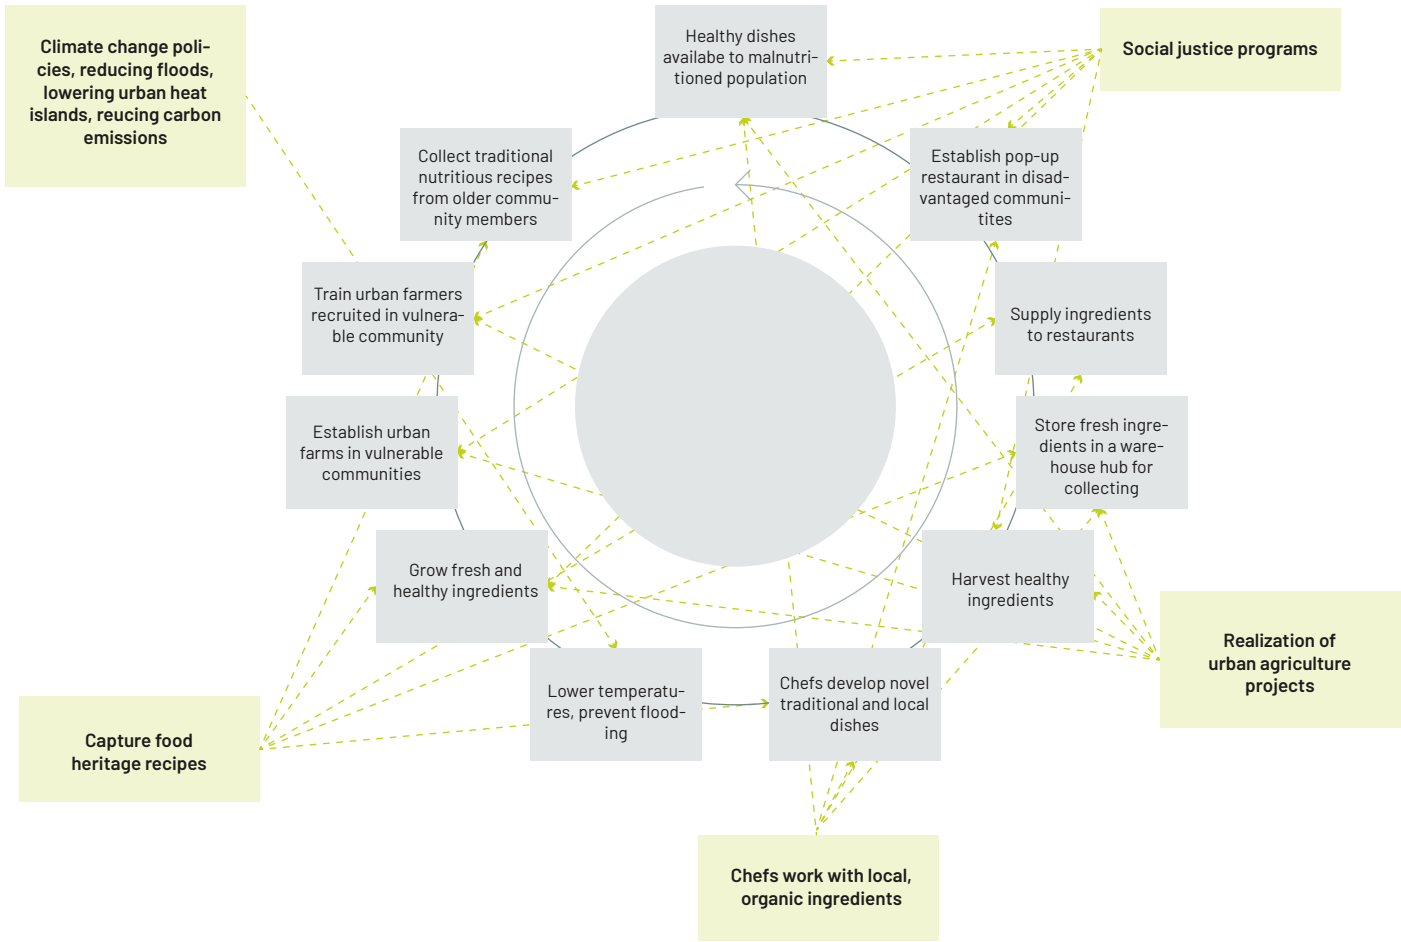 Climate change poli-
cies, reducing floods,
lowering urban heat
islands, reucing carbon
emissions
Healthy dishes
availabe to malnutri-
tioned population
Social justice programs
Collect traditional
nutritious recipes
from older commu-
nity members
Establish pop-up
restaurant in disad-
vantaged communi-
tites
Train urban farmers
recruited in vulnera-
ble community
Supply ingredients
to restaurants
Establish urban
farms in vulnerable
communities
Store fresh ingre-
dients in a ware-
house hub for
collecting
Grow fresh and
healthy ingredients
Harvest healthy
ingredients
Realization of
urban agriculture
projects
Lower temperatu-
res, prevent flood-
ing
Chefs develop novel
traditional and local
dishes
Capture food
heritage recipes
Chefs work with local,
organic ingredients